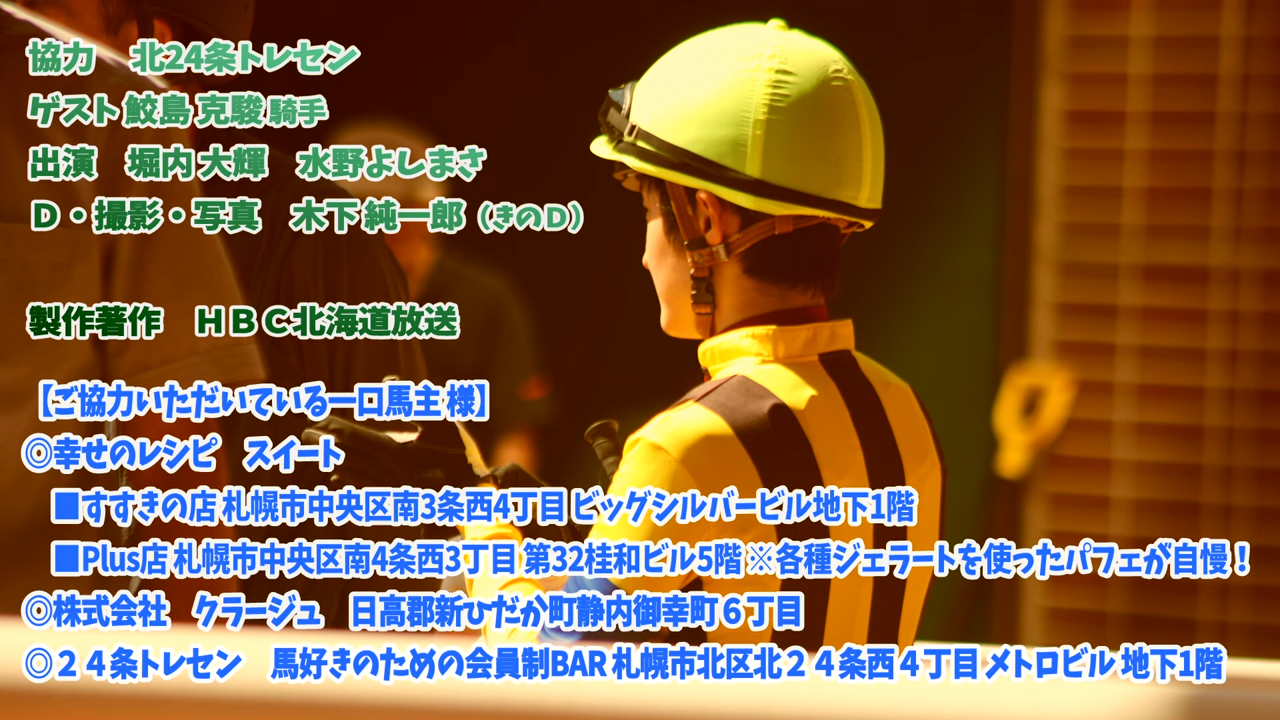 協力　北24条トレセン
ゲスト 鮫島 克駿 騎手
出演　堀内 大輝　水野よしまさ
Ｄ・撮影・写真　木下 純一郎（きのＤ）
製作著作　ＨＢＣ北海道放送
【ご協力いただいている一口馬主 様】
◎幸せのレシピ　スイート
■すすきの店 札幌市中央区南3条西4丁目 ビッグシルバービル地下1階
■Plus店 札幌市中央区南4条西3丁目 第32桂和ビル5階 ※各種ジェラートを使ったパフェが自慢！
◎株式会社　クラージュ　日高郡新ひだか町静内御幸町６丁目
◎２４条トレセン　馬好きのための会員制BAR 札幌市北区北２４条西４丁目 メトロビル 地下1階